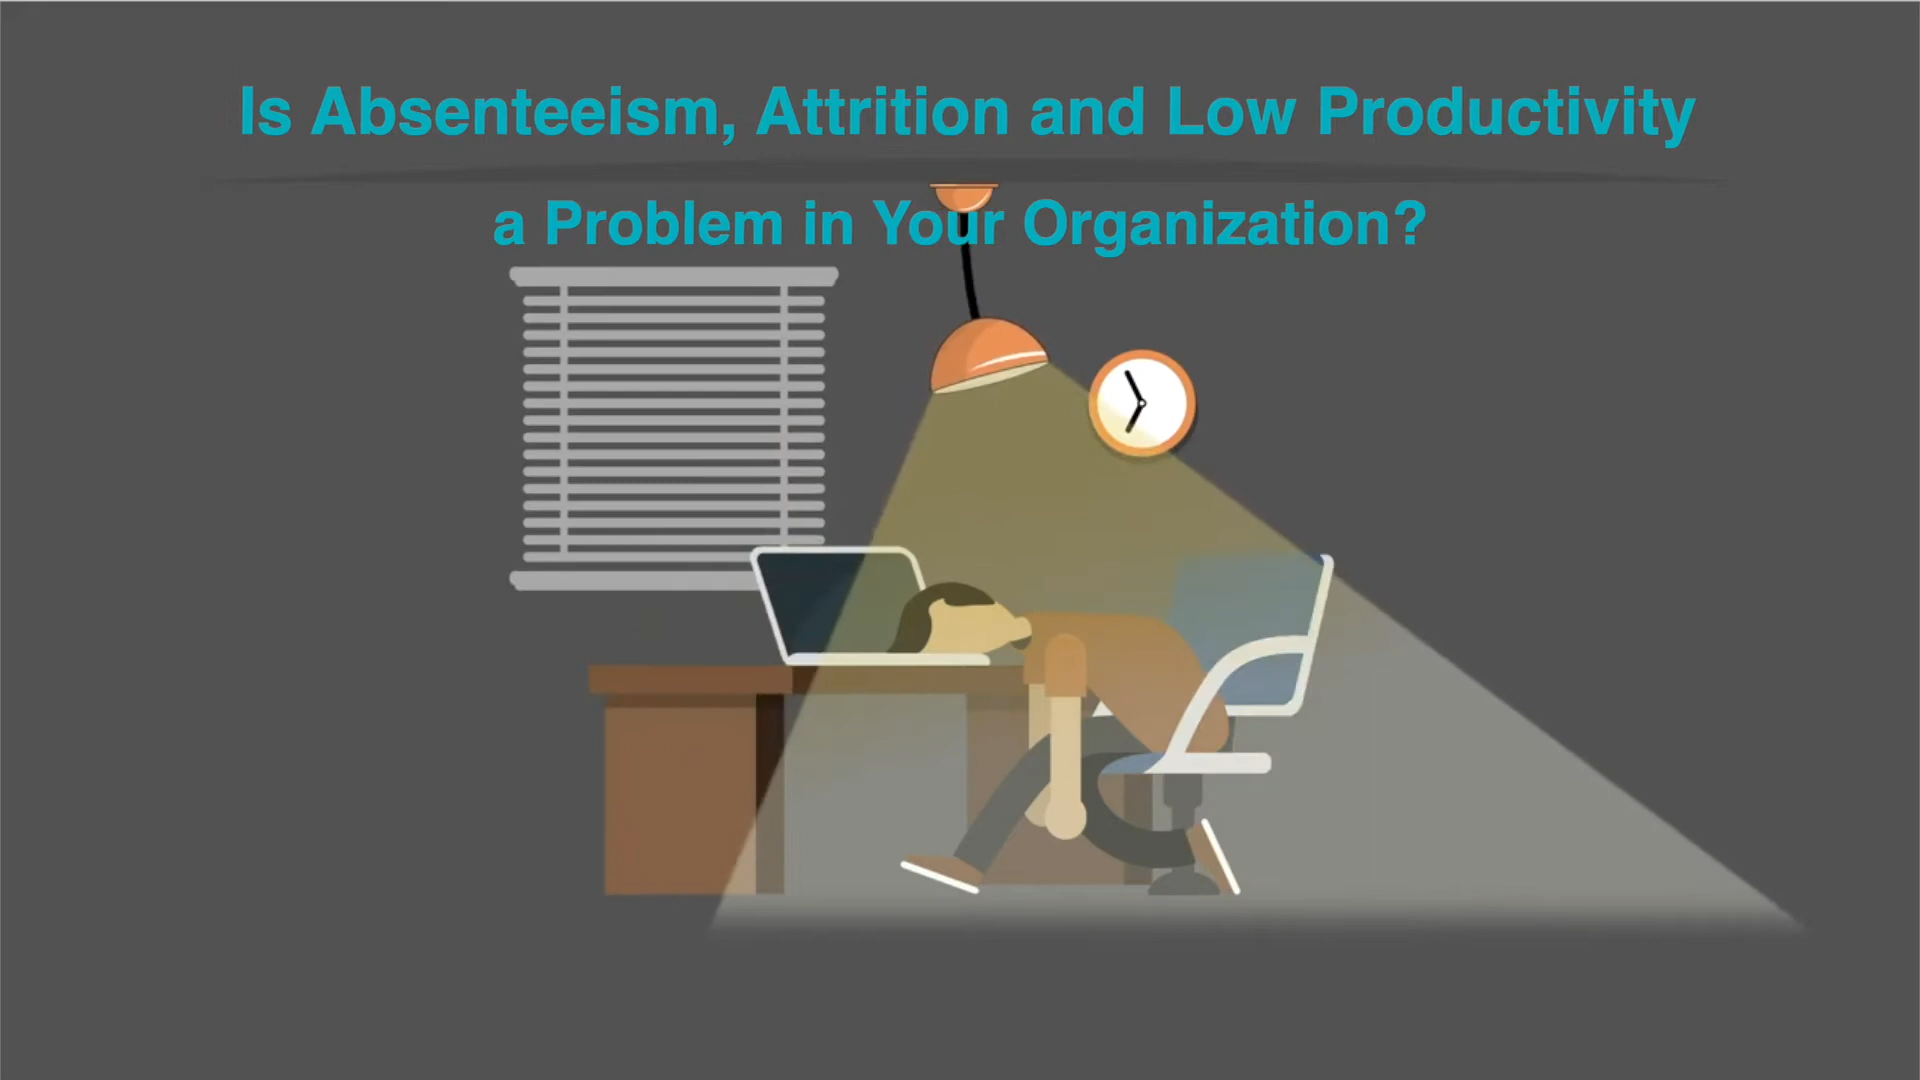 Is Absenteeism, Attrition and Low Productivity
a Problem in Your Organization?